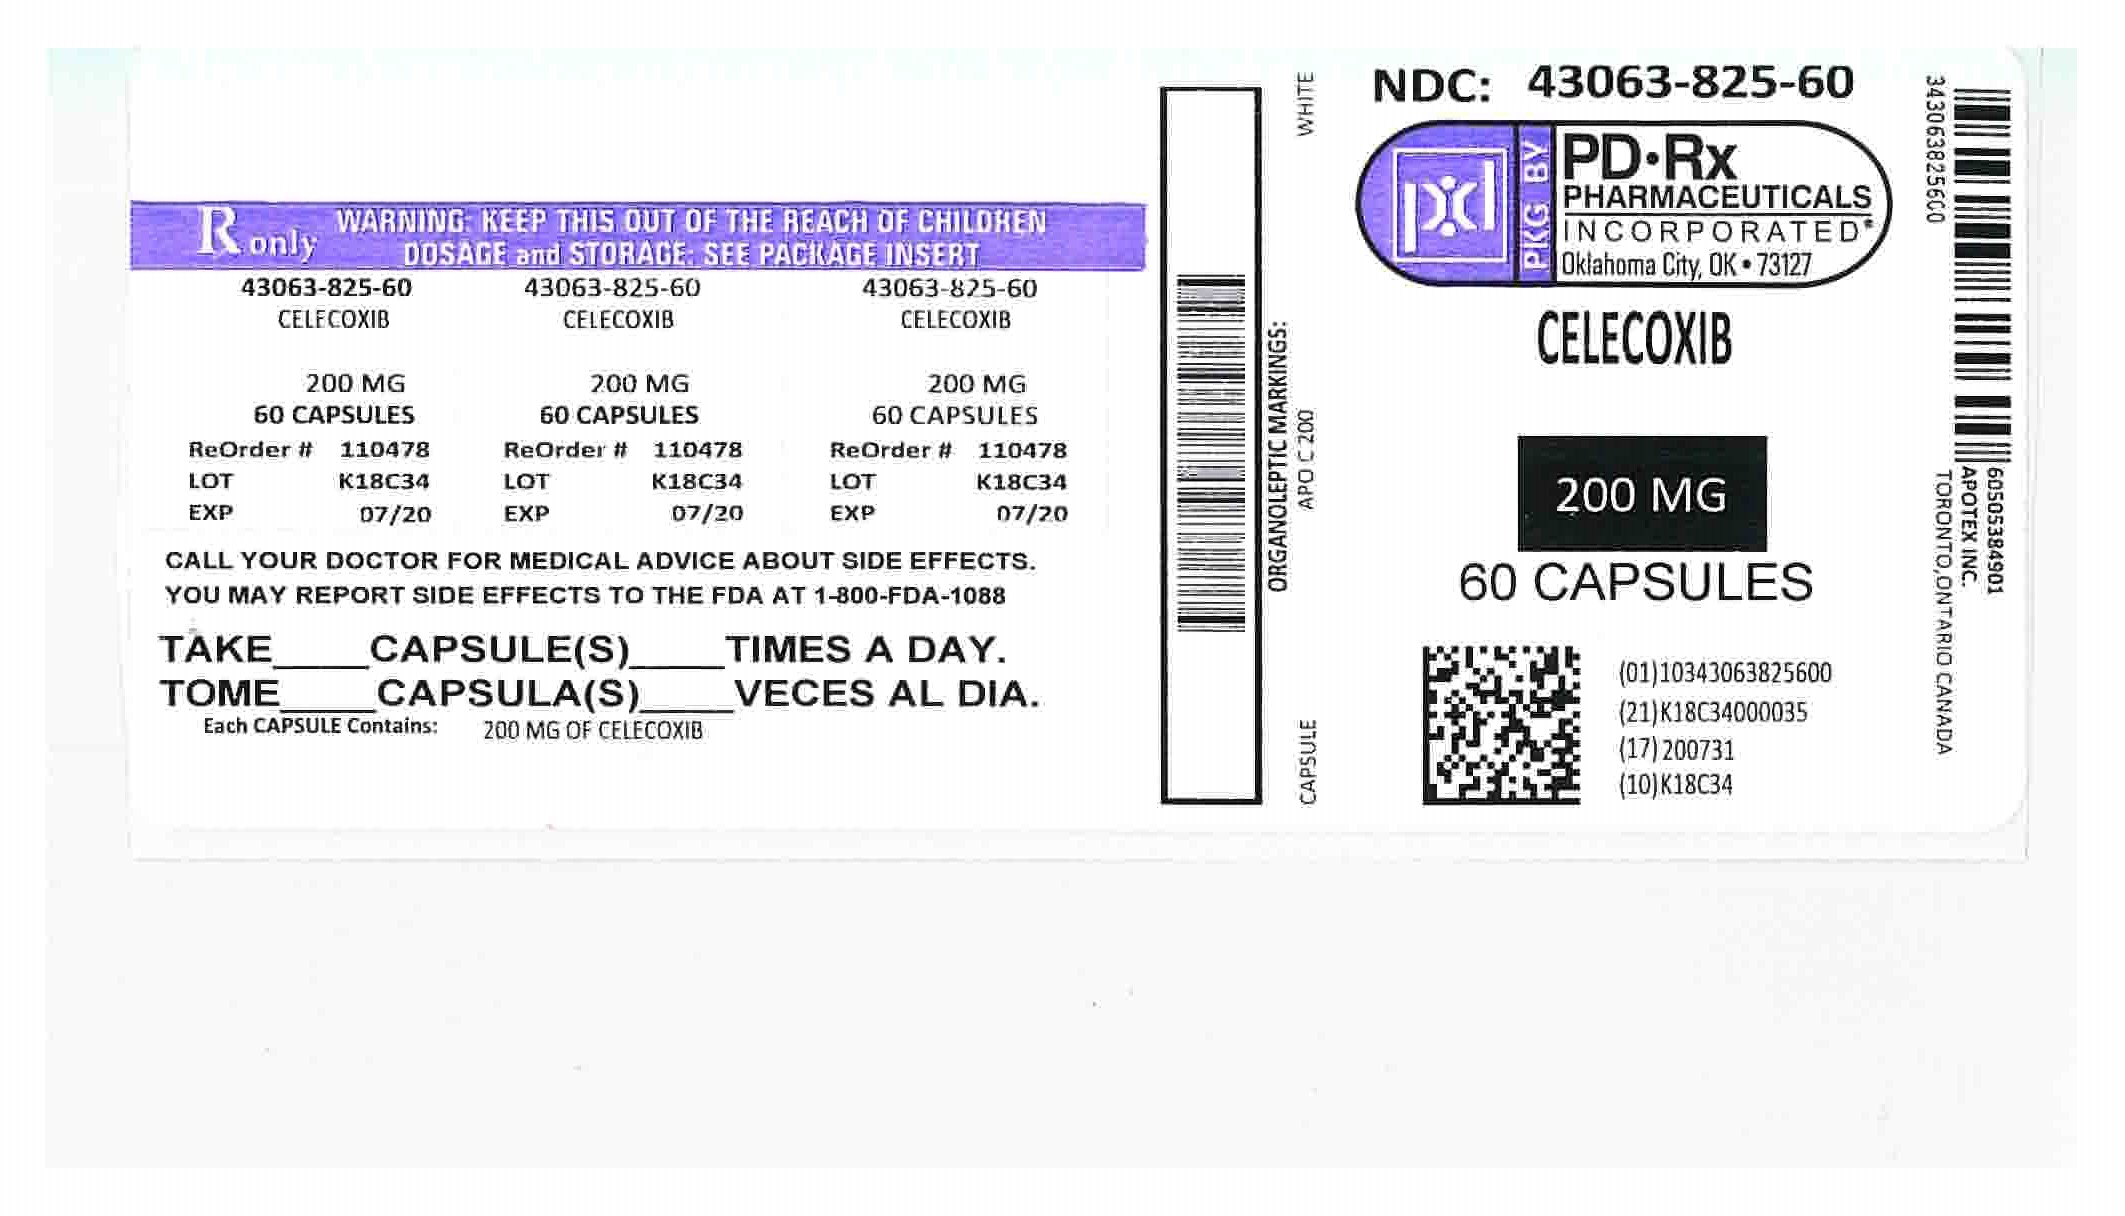 R only
WARNING: KEEP THIS OUT OF THE REACH OF CHILDREN
DOSAGE and STORAGE: SEE PACKAGE INSERT
43063-825-60 43063-825-60 43063-825-60
CELECOXIB CELECOXIB CELECOXIB
200 MG 200 MG 200 MG
60 CAPSULES 60 CAPSULES 60 CAPSULES
ReOrder # 110478 ReOrder # 110478 ReOrder # 110478
LOT K18C34 LOT K18C34 LOT K18C34
EXP 07/20 EXP 07/20 EXP 07/20
CALL YOUR DOCTOR FOR MEDICAL ADVICE ABOUT SIDE EFFECTS.
YOU MAY REPORT SIDE EFFECTS TO THE FDA AT 1-800-FDA-1088
TAKE____CAPSULE(S)____TIMES A DAY.
TOME____CAPSULA(S)____VECES AL DIA.
Each CAPSULE Contains: 200 MG OF CELECOXIB
ORGANOLEPTIC MARKINGS:
CAPSULE APO C 200 WHITE
NDC: 43063-825-60
PKG BY
PD•Rx
PHARMACEUTICALS
INCORPORATED®
Oklahoma City, OK • 73127
CELECOXIB
200 MG
60 CAPSULES
(01)10343063825600
(21)K18C34000035
(17)200731
(10)K18C34
343063825600
60505384901
APOTEX INC.
TORONTO,ONTARIO CANADA